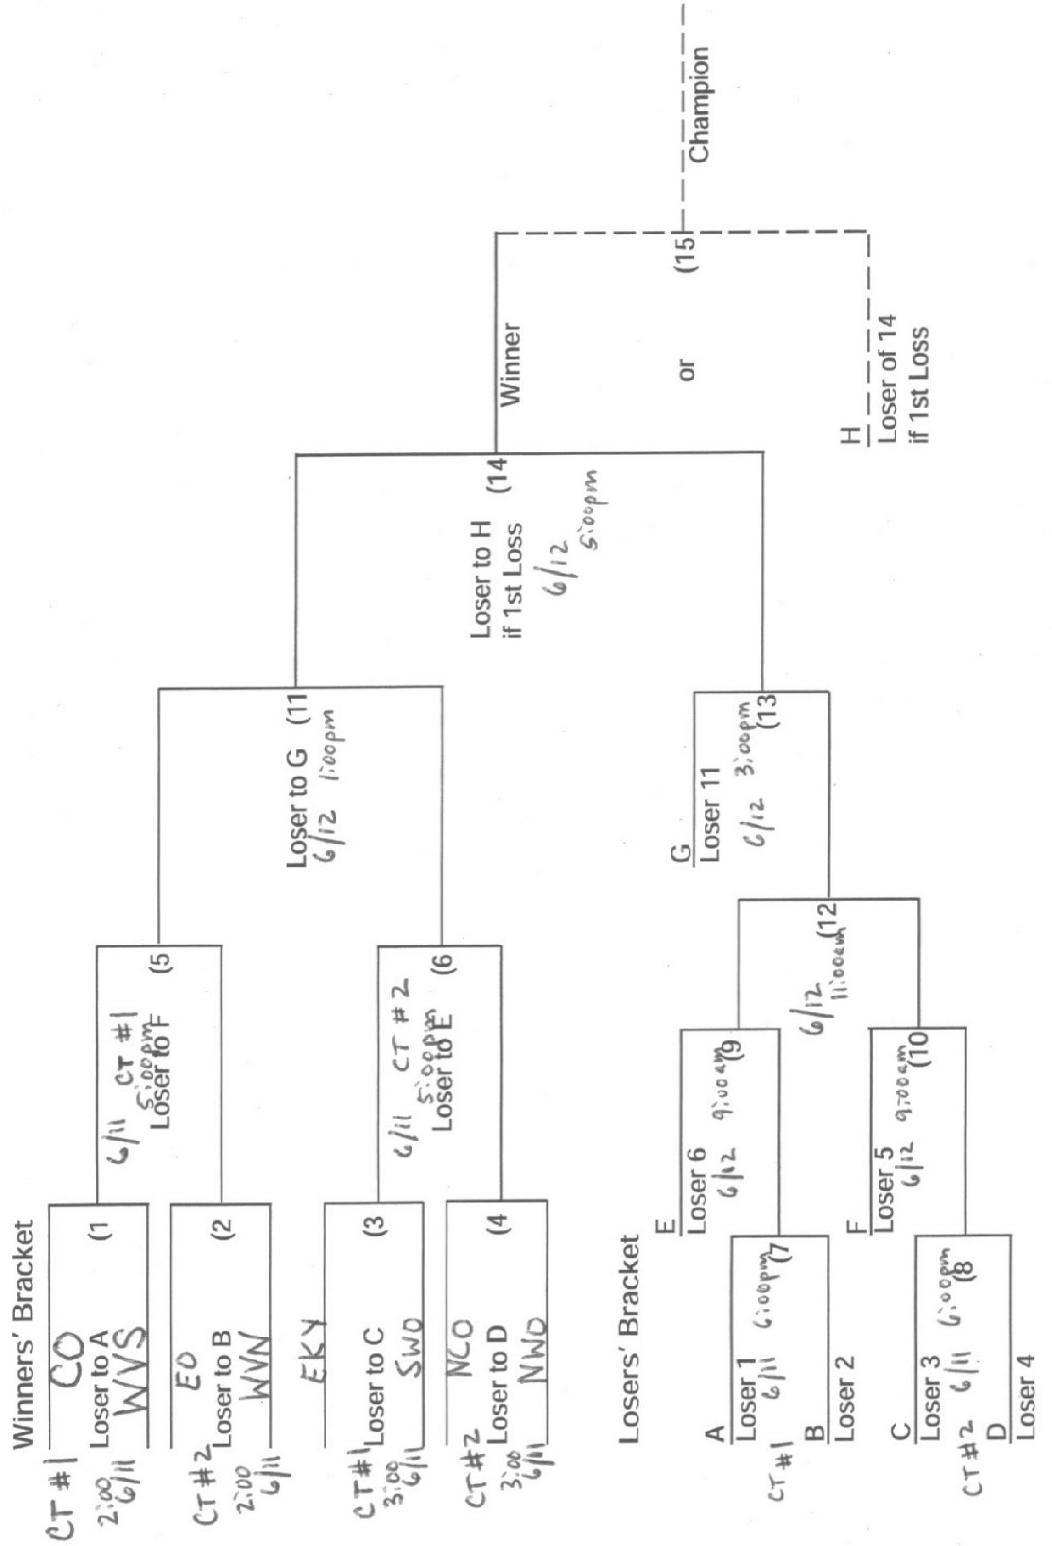 Winners' Bracket
CT #1
CO
2:00
6/11
Loser to A
(1
WVS
CT #2
EO
2:00
6/11
Loser to B
(2
WVN
6/11 CT #1
5:00pm
Loser to F
(5
EKY
CT #1
3:00
6/11
Loser to C
(3
SWO
CT #2
NCO
3:00
6/11
Loser to D
(4
NWO
6/11 CT #2
5:00pm
Loser to E
(6
Loser to G (11
6/12 1:00pm
Loser to H
if 1st Loss
(14
6/12
5:00pm
Winner
or
(15
Champion
H
Loser of 14
if 1st Loss
Losers' Bracket
A
Loser 1
6/11 6:00pm
(7
CT #1
B
Loser 2
E
Loser 6
6/12 9:00am
(9
C
Loser 3
6/11 6:00pm
(8
CT #2
D
Loser 4
F
Loser 5
6/12 9:00am
(10
6/12
11:00am
(12
G
Loser 11
6/12 3:00pm
(13